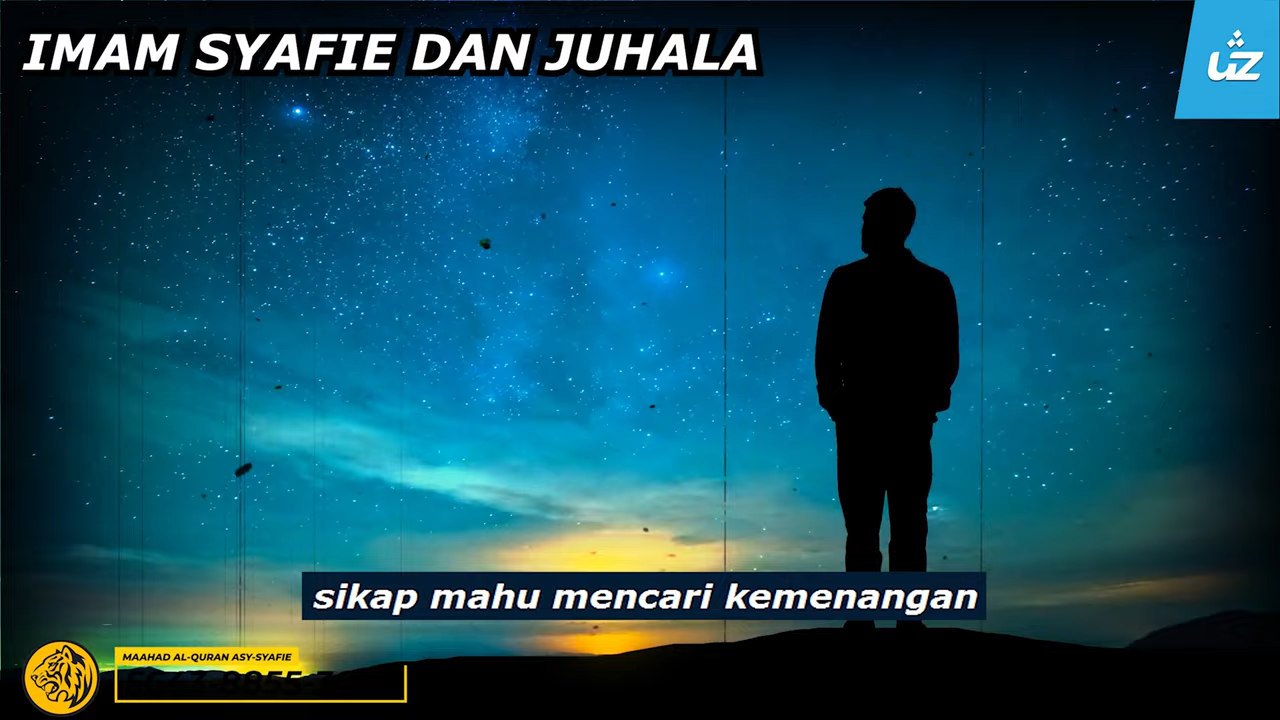 IMAM SYAFIE DAN JUHALA
sikap mahu mencari kemenangan
MAAHAD AL-QURAN ASY-SYAFIE